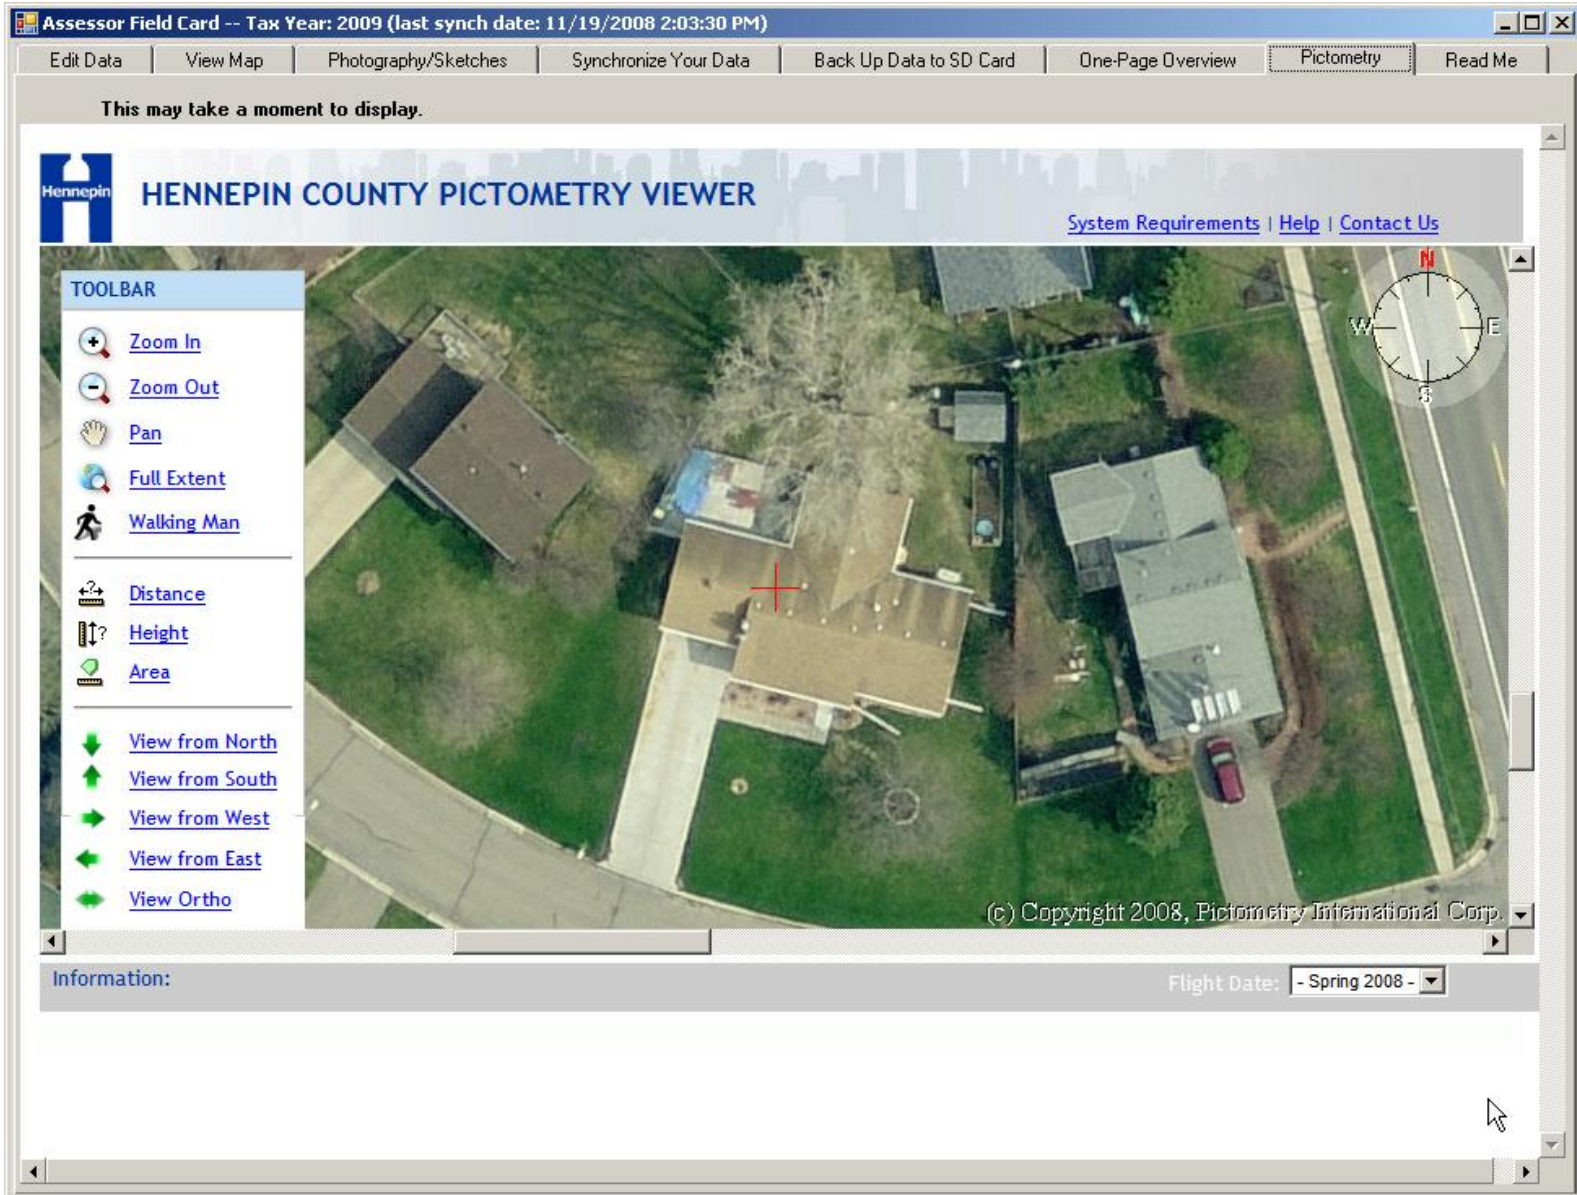 Assessor Field Card -- Tax Year: 2009 (last synch date: 11/19/2008 2:03:30 PM)
Edit Data View Map Photography/Sketches Synchronize Your Data Back Up Data to SD Card One-Page Overview Pictometry Read Me
This may take a moment to display.
Hennepin
HENNEPIN COUNTY PICTOMETRY VIEWER
System Requirements | Help | Contact Us
TOOLBAR
Zoom In
Zoom Out
Pan
Full Extent
Walking Man
Distance
Height
Area
View from North
View from South
View from West
View from East
View Ortho
N
W E
S
(c) Copyright 2008, Pictometry International Corp.
Information: Flight Date: - Spring 2008 -